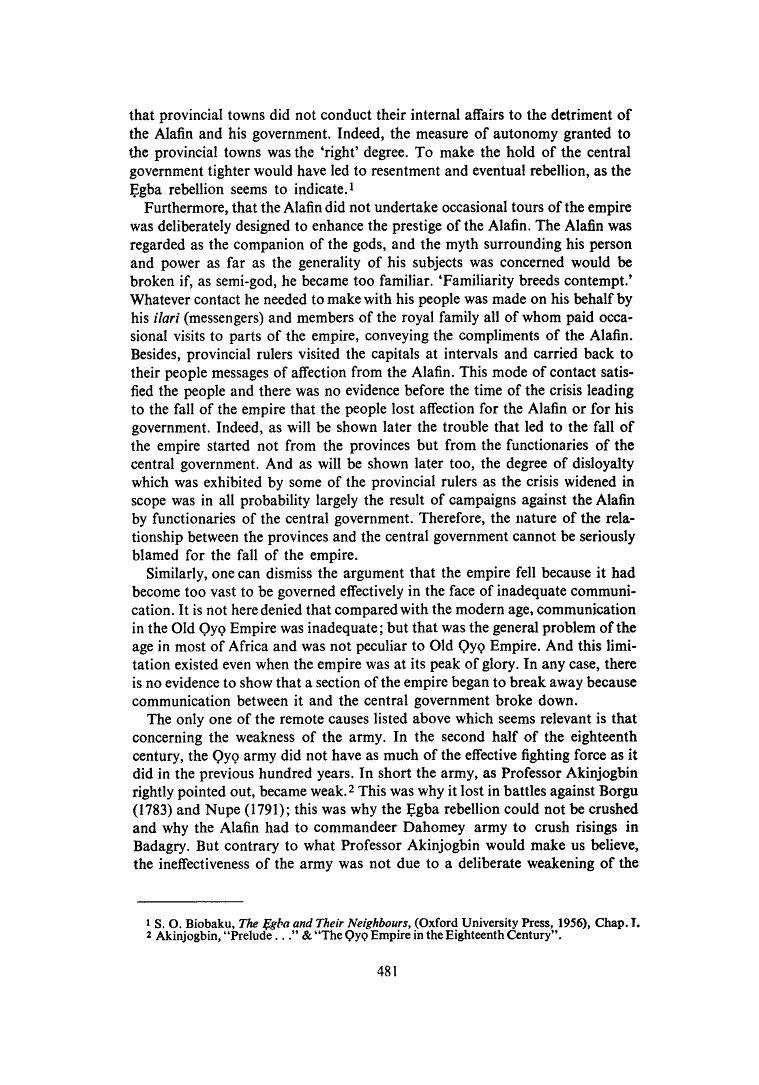 that provincial towns did not conduct their internal affairs to the detriment of
the Alafin and his government. Indeed, the measure of autonomy granted to
the provincial towns was the ‘right’ degree. To make the hold of the central
government tighter would have led to resentment and eventual rebellion, as the
Ẹgba rebellion seems to indicate.1
Furthermore, that the Alafin did not undertake occasional tours of the empire
was deliberately designed to enhance the prestige of the Alafin. The Alafin was
regarded as the companion of the gods, and the myth surrounding his person
and power as far as the generality of his subjects was concerned would be
broken if, as semi-god, he became too familiar. ‘Familiarity breeds contempt.’
Whatever contact he needed to make with his people was made on his behalf by
his ilari (messengers) and members of the royal family all of whom paid occa-
sional visits to parts of the empire, conveying the compliments of the Alafin.
Besides, provincial rulers visited the capitals at intervals and carried back to
their people messages of affection from the Alafin. This mode of contact satis-
fied the people and there was no evidence before the time of the crisis leading
to the fall of the empire that the people lost affection for the Alafin or for his
government. Indeed, as will be shown later the trouble that led to the fall of
the empire started not from the provinces but from the functionaries of the
central government. And as will be shown later too, the degree of disloyalty
which was exhibited by some of the provincial rulers as the crisis widened in
scope was in all probability largely the result of campaigns against the Alafin
by functionaries of the central government. Therefore, the nature of the rela-
tionship between the provinces and the central government cannot be seriously
blamed for the fall of the empire.
Similarly, one can dismiss the argument that the empire fell because it had
become too vast to be governed effectively in the face of inadequate communi-
cation. It is not here denied that compared with the modern age, communication
in the Old Ọyọ Empire was inadequate; but that was the general problem of the
age in most of Africa and was not peculiar to Old Ọyọ Empire. And this limi-
tation existed even when the empire was at its peak of glory. In any case, there
is no evidence to show that a section of the empire began to break away because
communication between it and the central government broke down.
The only one of the remote causes listed above which seems relevant is that
concerning the weakness of the army. In the second half of the eighteenth
century, the Ọyọ army did not have as much of the effective fighting force as it
did in the previous hundred years. In short the army, as Professor Akinjogbin
rightly pointed out, became weak.2 This was why it lost in battles against Borgu
(1783) and Nupe (1791); this was why the Ẹgba rebellion could not be crushed
and why the Alafin had to commandeer Dahomey army to crush risings in
Badagry. But contrary to what Professor Akinjogbin would make us believe,
the ineffectiveness of the army was not due to a deliberate weakening of the
1 S. O. Biobaku, The Ẹgba and Their Neighbours, (Oxford University Press, 1956), Chap. I.
2 Akinjogbin, “Prelude . . .” & “The Ọyọ Empire in the Eighteenth Century”.
481